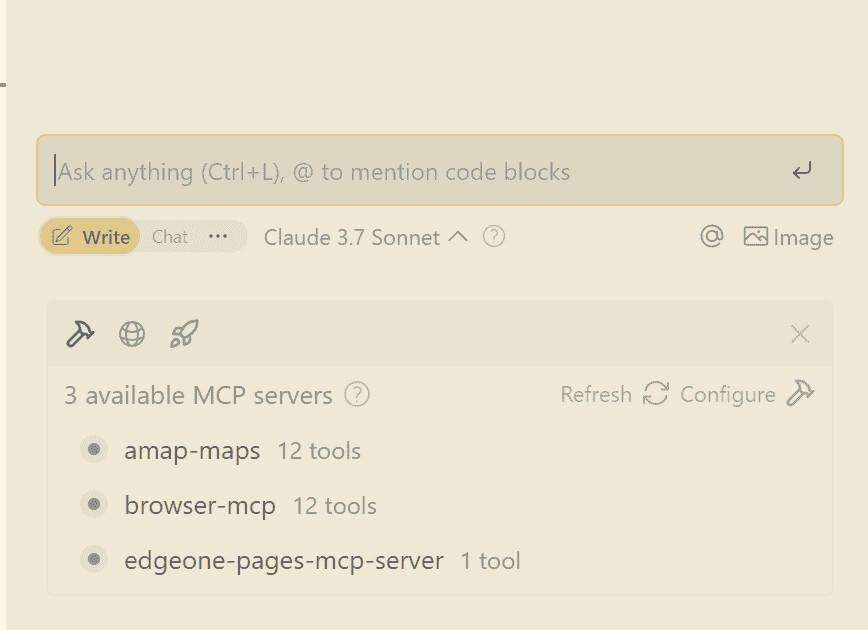 Ask anything (Ctrl+L), @ to mention code blocks
Write Chat ••• Claude 3.7 Sonnet ? @ Image
3 available MCP servers ? Refresh Configure
amap-maps 12 tools
browser-mcp 12 tools
edgeone-pages-mcp-server 1 tool